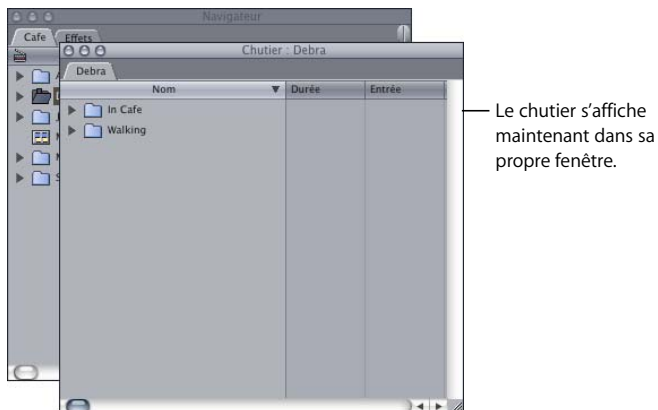 Navigateur
Cafe Effets
Chutier : Debra
Debra
Nom Durée Entrée
In Cafe
Walking
A
J
M
M
S
Le chutier s’affiche
maintenant dans sa
propre fenêtre.